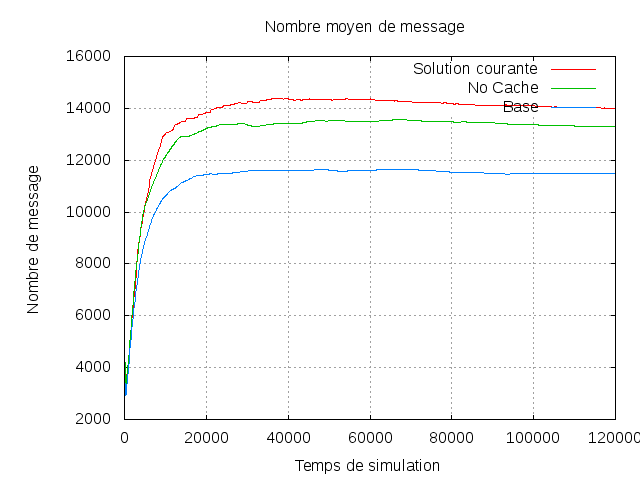 Nombre moyen de message
16000
14000
12000
10000
8000
6000
4000
2000
Nombre de message
Solution courante
No Cache
Base
0 20000 40000 60000 80000 100000 120000
Temps de simulation